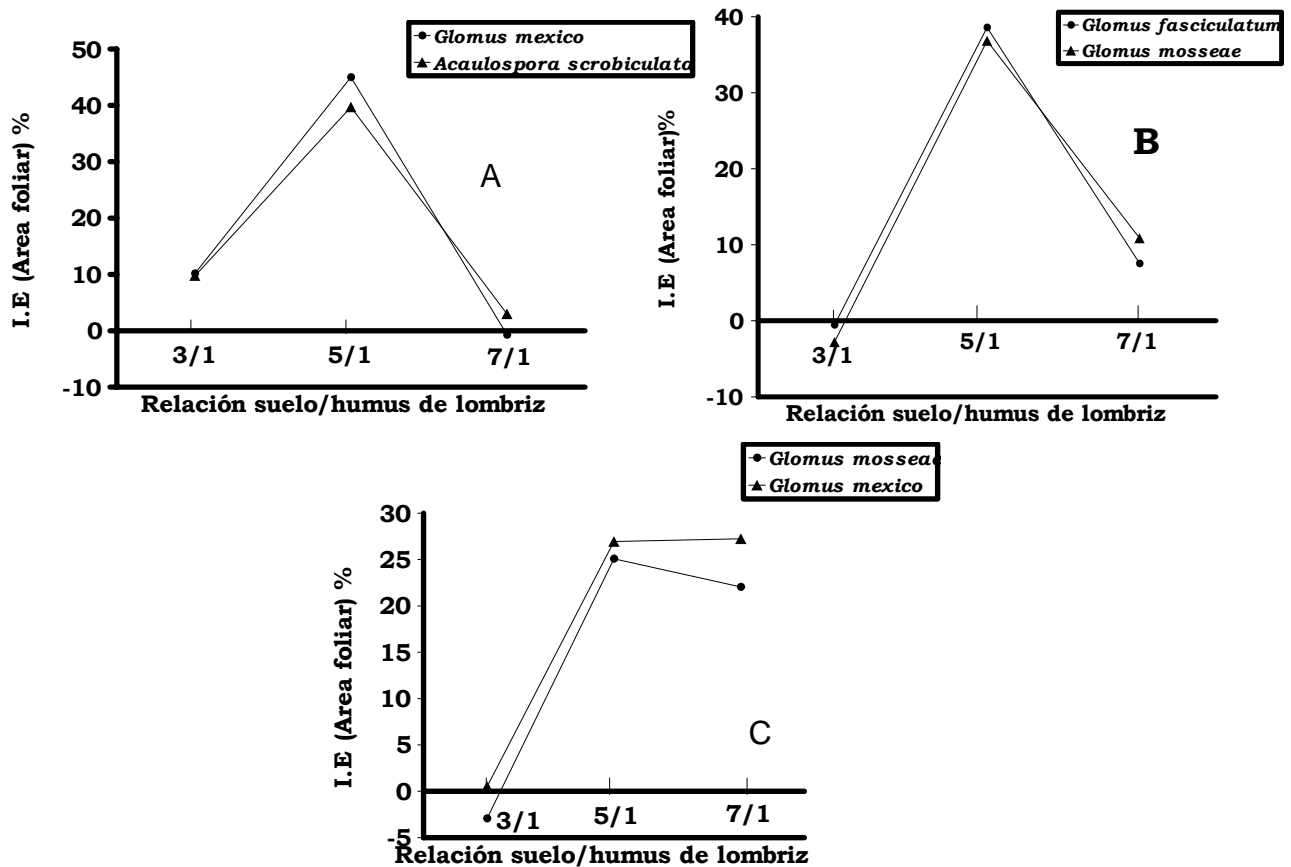 Glomus mexico
Acaulospora scrobiculata
I.E (Area foliar) %
50
40
30
20
10
0
-10
3/1
5/1
7/1
A
Relación suelo/humus de lombriz
Glomus fasciculatum
Glomus mosseae
I.E (Area foliar)%
40
30
20
10
0
-10
3/1
5/1
7/1
B
Relación suelo/humus de lombriz
Glomus mosseae
Glomus mexico
I.E (Area foliar) %
30
25
20
15
10
5
0
-5
3/1
5/1
7/1
C
Relación suelo/humus de lombriz